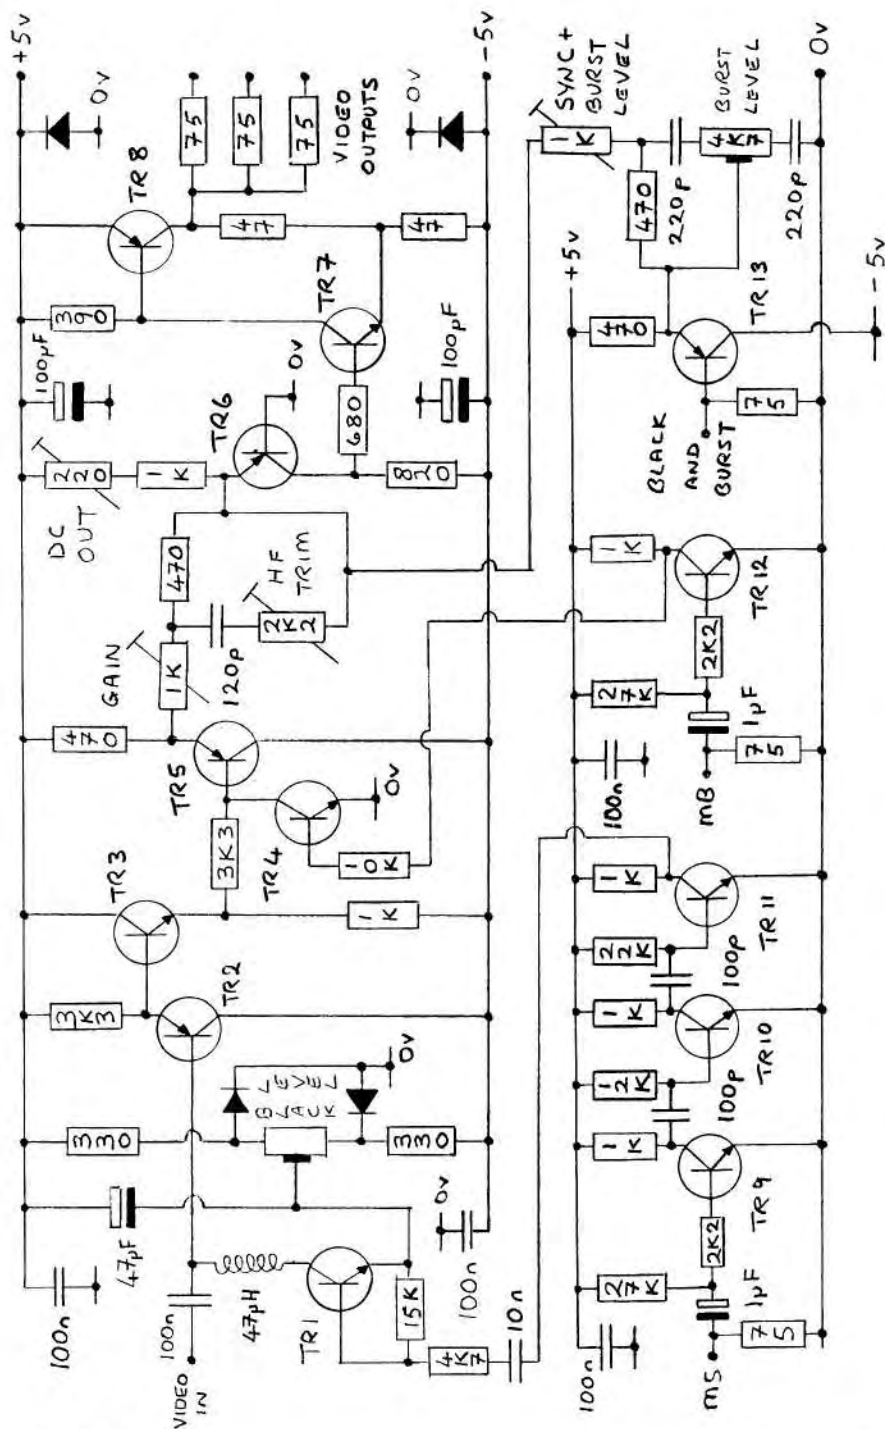 +5v
0v
TR8
75
75
75
VIDEO
OUTPUTS
0v
-5v
390
47
47
TR7
100µF
680
100µF
DC
OUT
220
1K
TR6
0v
820
470
HF
TRIM
2K2
120p
GAIN
1K
470
TR5
3K3
TR4
0v
10K
TR3
1K
3K3
TR2
330
BLACK
LEVEL
0v
330
47µF
0v
100n
100n
100n
47µH
15K
TR1
4K7
10n
VIDEO
IN
SYNC+
BURST
LEVEL
1K
BURST
LEVEL
0v
470
220p
4K7
220p
+5v
470
TR13
-5v
75
BLACK
AND
BURST
1K
TR12
2K2
27K
1µF
75
mB
100n
1K
TR11
22K
100p
1K
TR10
12K
100p
1K
TR9
2K2
27K
1µF
75
mS
100n